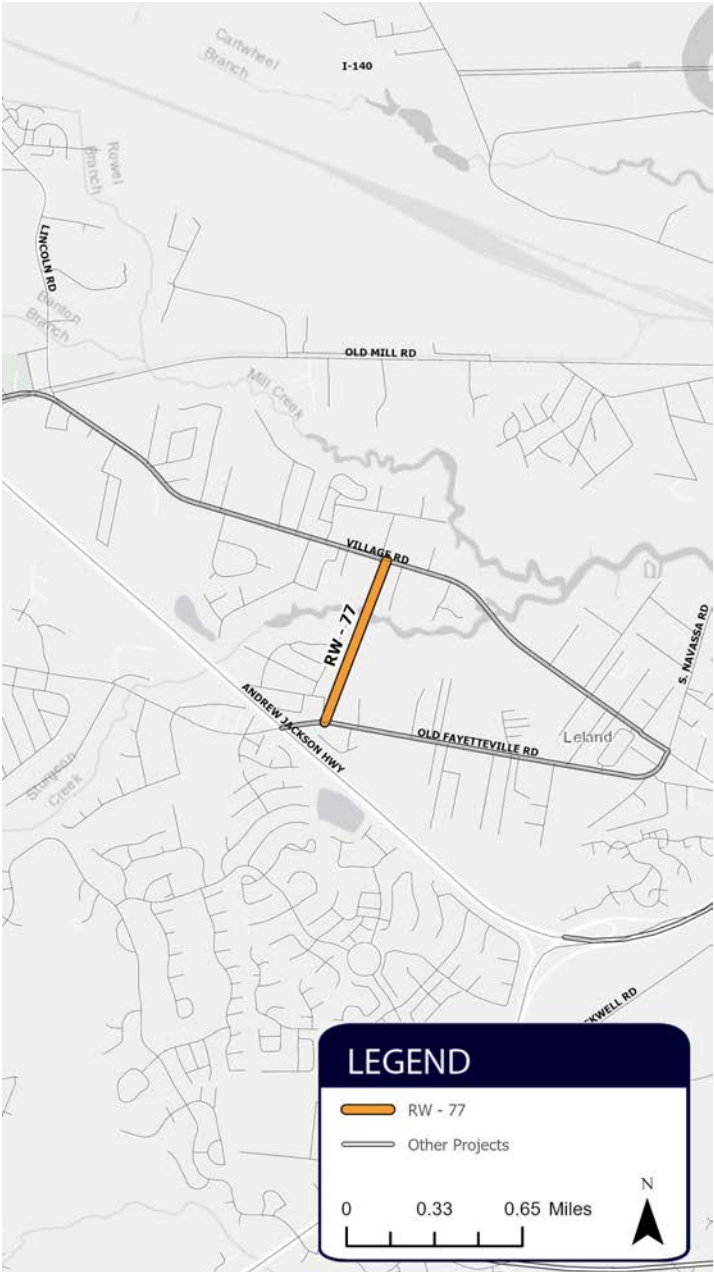 Cartwheel
Branch
I-140
Rowel
Branch
LINCOLN RD
Banton
Branch
OLD MILL RD
Mill Creek
VILLAGE RD
RW - 77
S. NAVASSA RD
ANDREW JACKSON HWY
OLD FAYETTEVILLE RD
Leland
Sturgeon
Creek
CKWELL RD
LEGEND
RW - 77
Other Projects
N
0 0.33 0.65 Miles